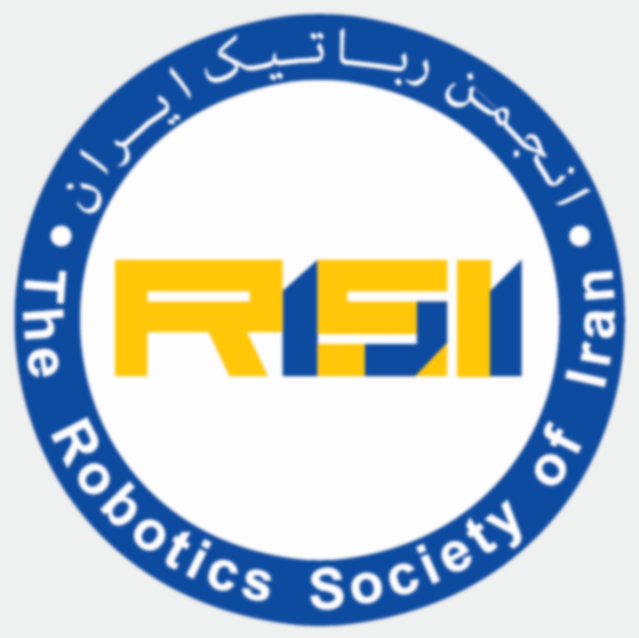 انجمن رباتیک ایران
RSI
The Robotics Society of Iran